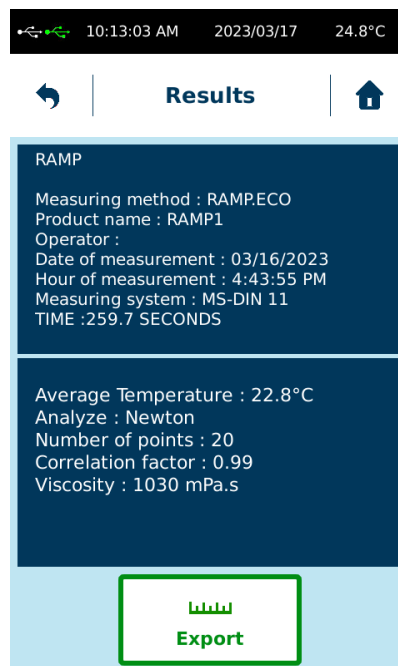 10:13:03 AM 2023/03/17 24.8°C
Results
RAMP
Measuring method : RAMP.ECO
Product name : RAMP1
Operator :
Date of measurement : 03/16/2023
Hour of measurement : 4:43:55 PM
Measuring system : MS-DIN 11
TIME :259.7 SECONDS
Average Temperature : 22.8°C
Analyze : Newton
Number of points : 20
Correlation factor : 0.99
Viscosity : 1030 mPa.s
Export